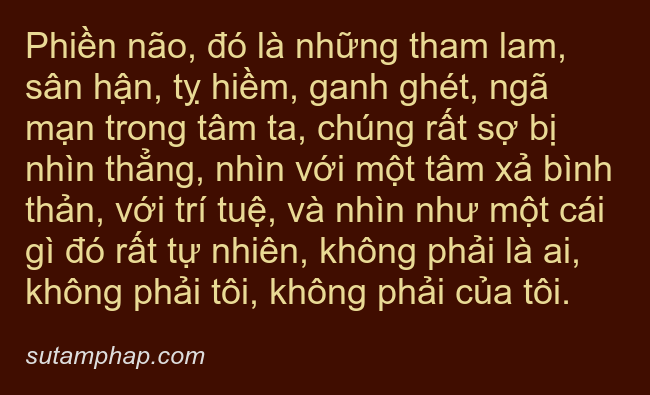 Phiền não, đó là những tham lam,
sân hận, tỵ hiềm, ganh ghét, ngã
mạn trong tâm ta, chúng rất sợ bị
nhìn thẳng, nhìn với một tâm xả bình
thản, với trí tuệ, và nhìn như một cái
gì đó rất tự nhiên, không phải là ai,
không phải tôi, không phải của tôi.
sutamphap.com